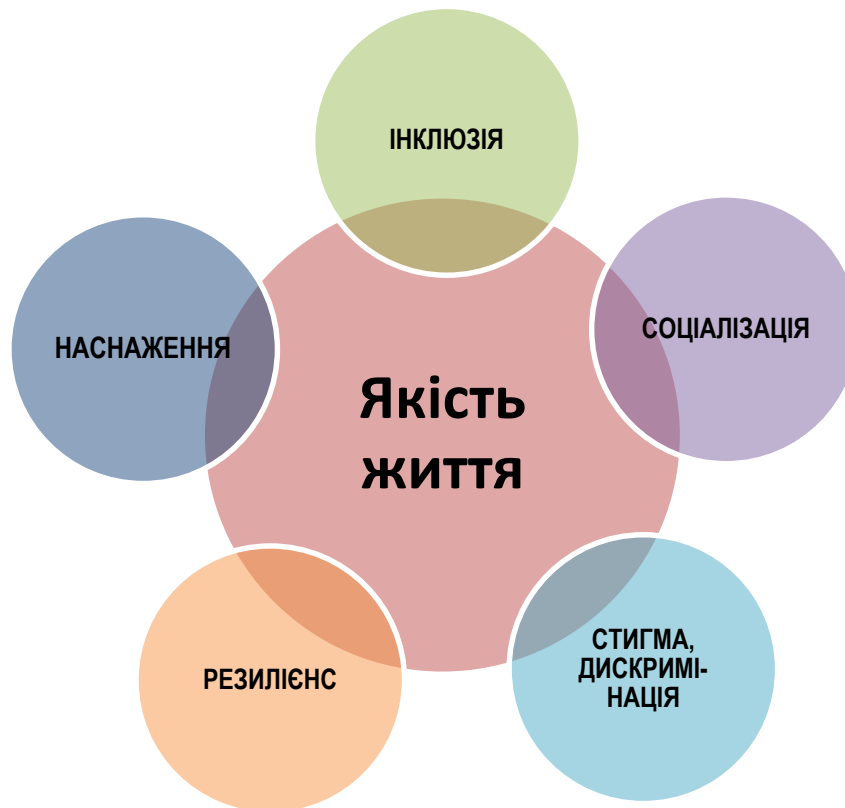 ІНКЛЮЗІЯ
СОЦІАЛІЗАЦІЯ
НАСНАЖЕННЯ
Якість
життя
СТИГМА,
ДИСКРИМІ-
НАЦІЯ
РЕЗИЛІЄНС